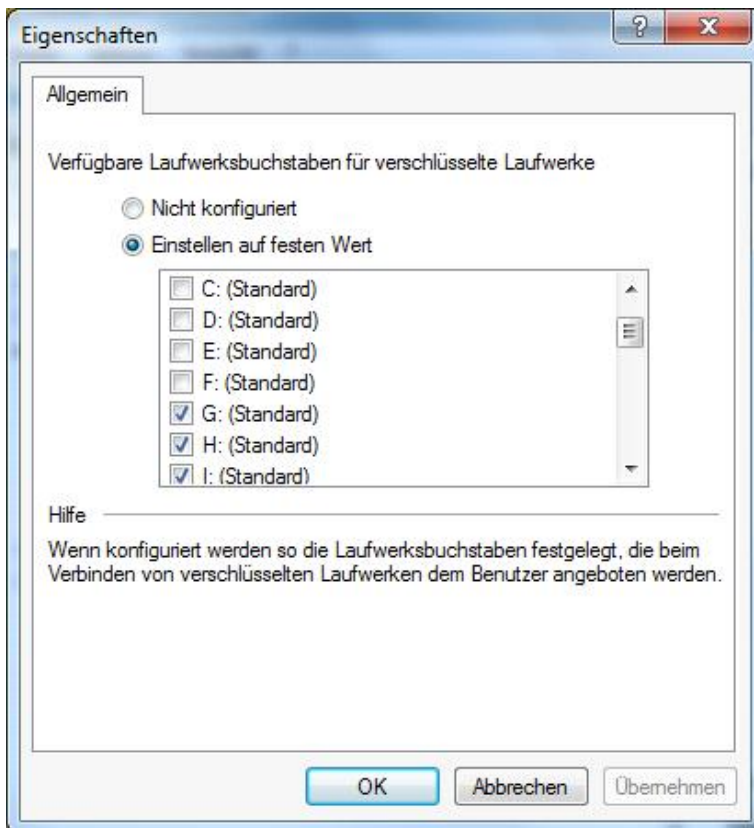 Eigenschaften
Allgemein
Verfügbare Laufwerksbuchstaben für verschlüsselte Laufwerke
Nicht konfiguriert
Einstellen auf festen Wert
C: (Standard)
D: (Standard)
E: (Standard)
F: (Standard)
G: (Standard)
H: (Standard)
I: (Standard)
Hilfe
Wenn konfiguriert werden so die Laufwerksbuchstaben festgelegt, die beim
Verbinden von verschlüsselten Laufwerken dem Benutzer angeboten werden.
OK Abbrechen Übernehmen